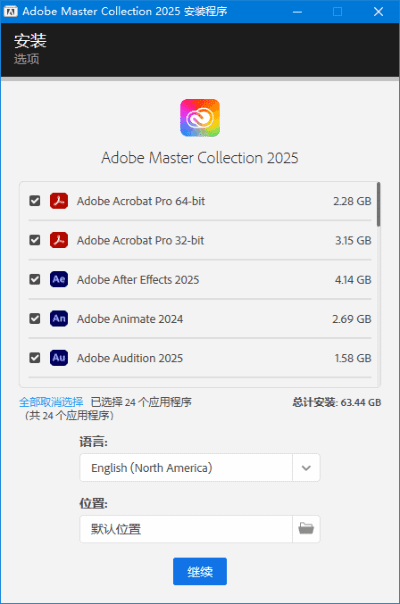 Adobe Master Collection 2025 安装程序
安装
选项
Adobe Master Collection 2025
Adobe Acrobat Pro 64-bit 2.28 GB
Adobe Acrobat Pro 32-bit 3.15 GB
Ae Adobe After Effects 2025 4.14 GB
An Adobe Animate 2024 2.69 GB
Au Adobe Audition 2025 1.58 GB
全部取消选择 已选择 24 个应用程序 总计安装: 63.44 GB
（共 24 个应用程序）
语言:
English (North America)
位置:
默认位置
继续